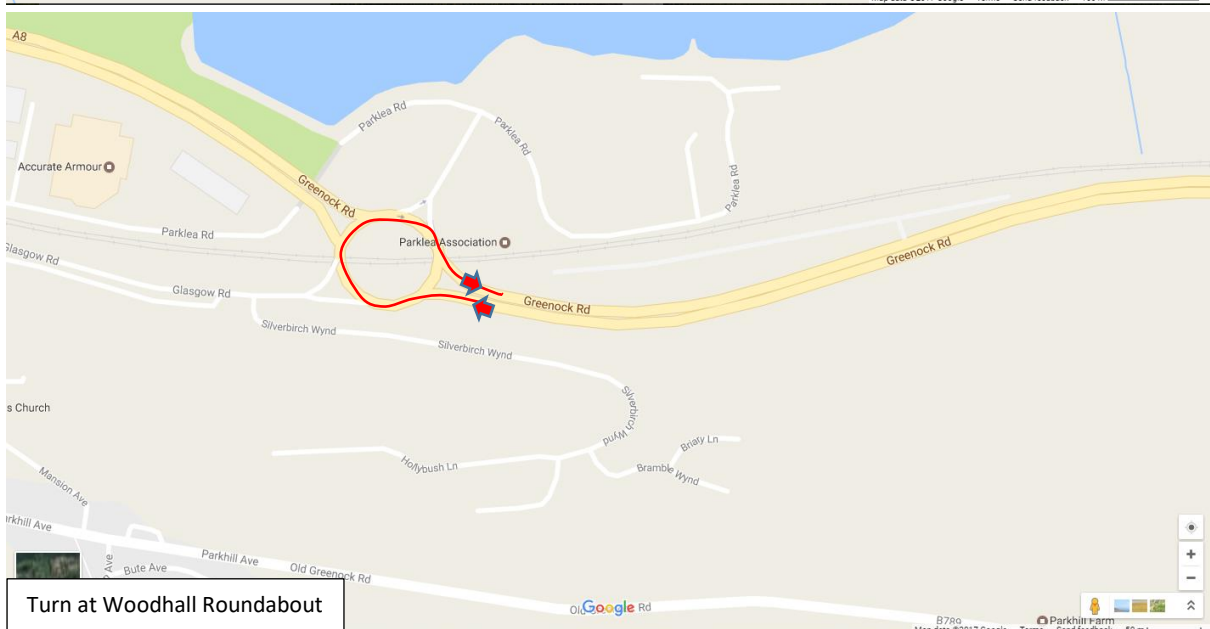 A8
Parklea Rd
Parklea Rd
Accurate Armour
Parklea Rd
Greenock Rd
Parklea Rd
Parklea Association
Greenock Rd
Glasgow Rd
Glasgow Rd
Greenock Rd
Silverbirch Wynd
Silverbirch Wynd
Silverbirch Wynd
s Church
Briaty Ln
Hollybush Ln
Bramble Wynd
Mansion Ave
arkhill Ave
Parkhill Ave
Old Greenock Rd
Bute Ave
Ave
Turn at Woodhall Roundabout
Google
Rd
B789
Parkhill Farm